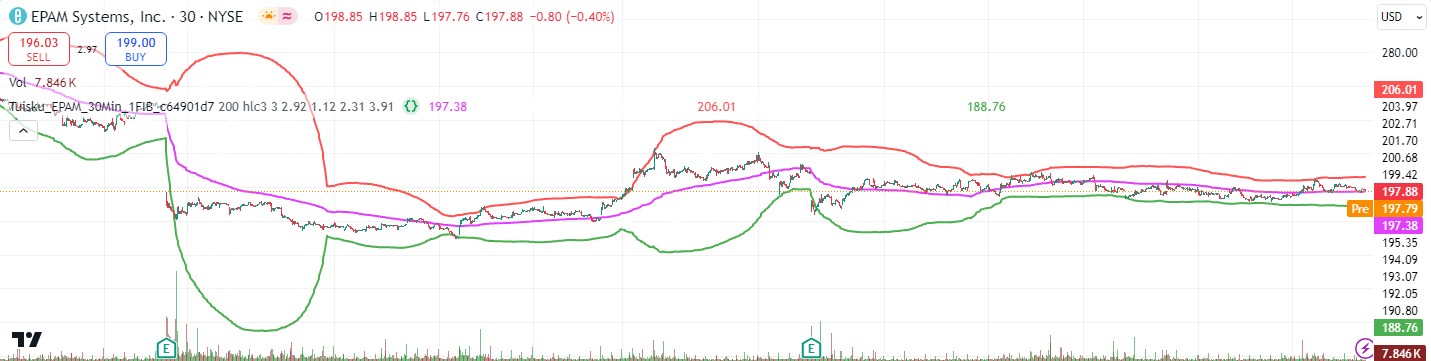 EPAM Systems, Inc. · 30 · NYSE O198.85 H198.85 L197.76 C197.88 −0.80 (−0.40%)
196.03 2.97 199.00
SELL BUY
Vol 7.846 K
Tuisku_EPAM_30Min_1FIB_c64901d7 200 hlc3 3 2.92 1.12 2.31 3.91 {} 197.38 206.01 188.76
USD
280.00
206.01
203.97
202.71
201.70
200.68
199.42
197.88
Pre 197.79
197.38
195.35
194.09
193.07
192.05
190.80
188.76
7.846 K
E E